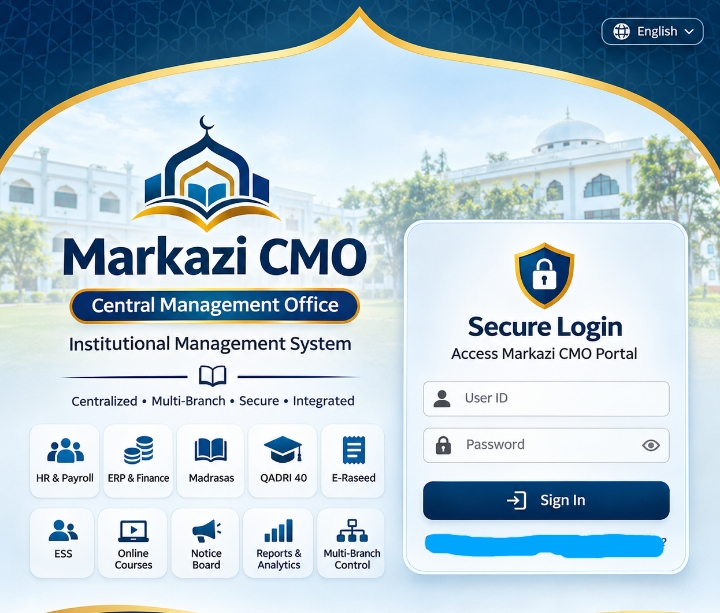 English
Markazi CMO
Central Management Office
Institutional Management System
Centralized • Multi-Branch • Secure • Integrated
HR & Payroll
ERP & Finance
Madrasas
QADRI 40
E-Raseed
ESS
Online
Courses
Notice
Board
Reports &
Analytics
Multi-Branch
Control
Secure Login
Access Markazi CMO Portal
User ID
Password
Sign In
?